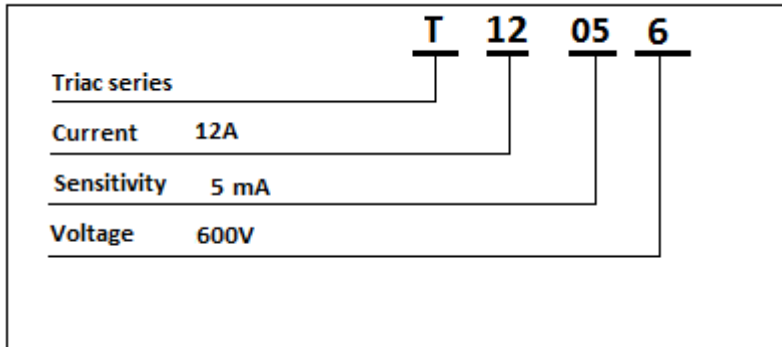 T 12 05 6
Triac series
Current 12A
Sensitivity 5 mA
Voltage 600V